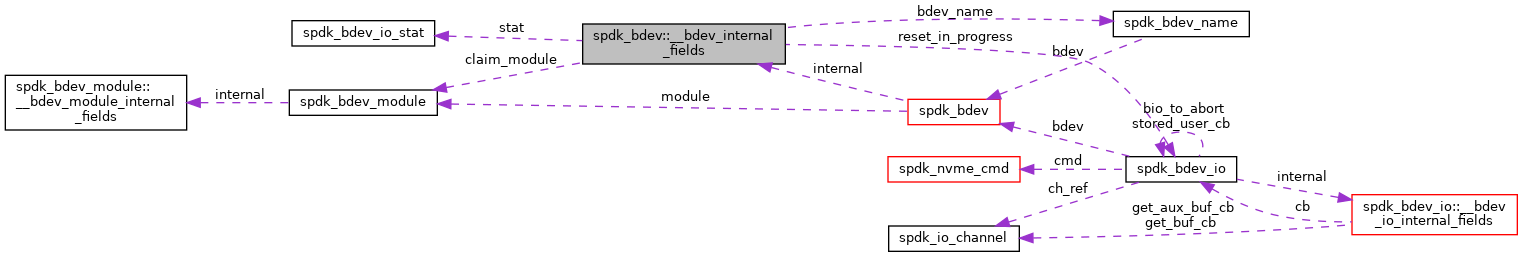 bdev_name
spdk_bdev_name
spdk_bdev_io_stat
stat
spdk_bdev::__bdev_internal
_fields
reset_in_progress
bdev
claim_module
internal
spdk_bdev_module::
__bdev_module_internal
_fields
internal
spdk_bdev_module
module
spdk_bdev
bio_to_abort
stored_user_cb
bdev
spdk_nvme_cmd
cmd
spdk_bdev_io
internal
ch_ref
spdk_bdev_io::__bdev
_io_internal_fields
get_aux_buf_cb
get_buf_cb
cb
spdk_io_channel